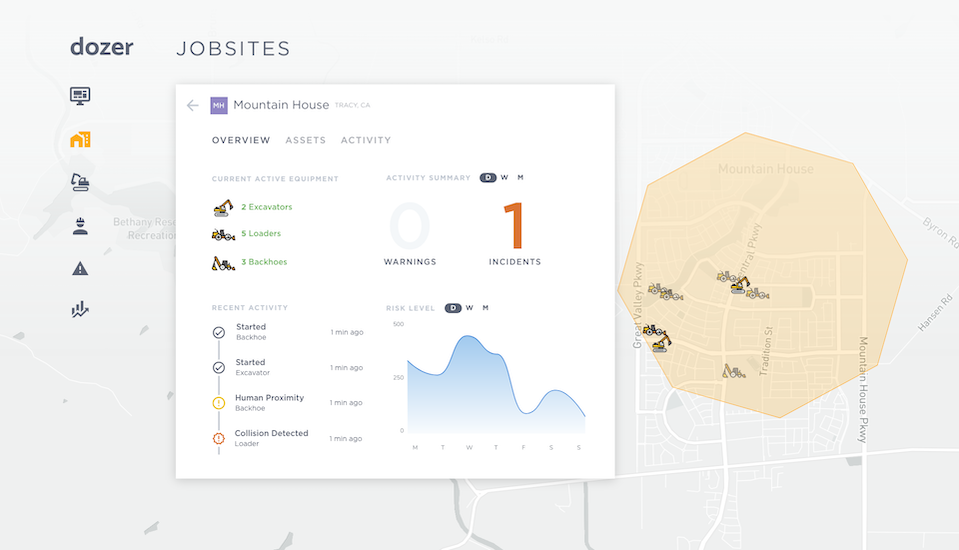 dozer
JOBSITES
MH Mountain House TRACY, CA
OVERVIEW ASSETS ACTIVITY
CURRENT ACTIVE EQUIPMENT
2 Excavators
5 Loaders
3 Backhoes
ACTIVITY SUMMARY D W M
0 1
WARNINGS INCIDENTS
RECENT ACTIVITY
Started
Backhoe
1 min ago
Started
Excavator
1 min ago
Human Proximity
Backhoe
1 min ago
Collision Detected
Loader
1 min ago
RISK LEVEL D W M
500
250
0
M T W T F S S
Bethany Rese
Recreation
Mountain House
Great Valley Pkwy
entral Pkwy
Tradition St
Mountain House Pkwy
Byron Rd
Hansen Rd